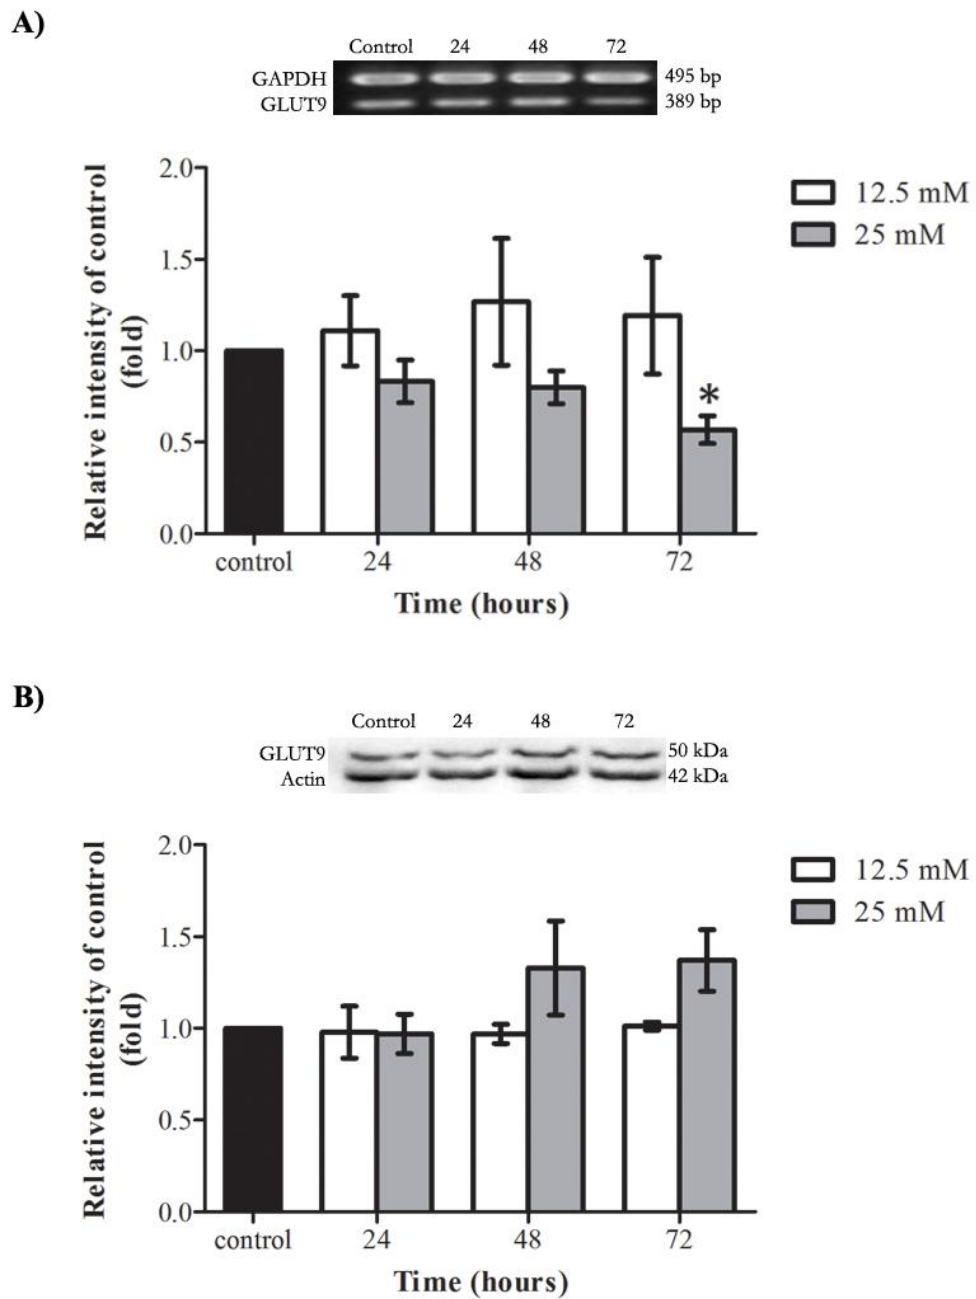 A)
Control 24 48 72
GAPDH 495 bp
GLUT9 389 bp
2.0
1.5
1.0
0.5
0.0
Relative intensity of control
(fold)
12.5 mM
25 mM
*
control 24 48 72
Time (hours)
B)
Control 24 48 72
GLUT9 50 kDa
Actin 42 kDa
2.0
1.5
1.0
0.5
0.0
Relative intensity of control
(fold)
12.5 mM
25 mM
control 24 48 72
Time (hours)